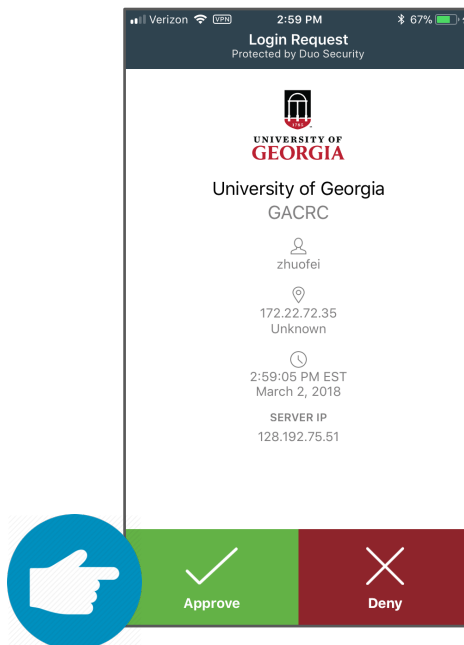 Verizon VPN 2:59 PM 67%
Login Request
Protected by Duo Security
1785
UNIVERSITY OF
GEORGIA
University of Georgia
GACRC
zhuofei
172.22.72.35
Unknown
2:59:05 PM EST
March 2, 2018
SERVER IP
128.192.75.51
Approve Deny